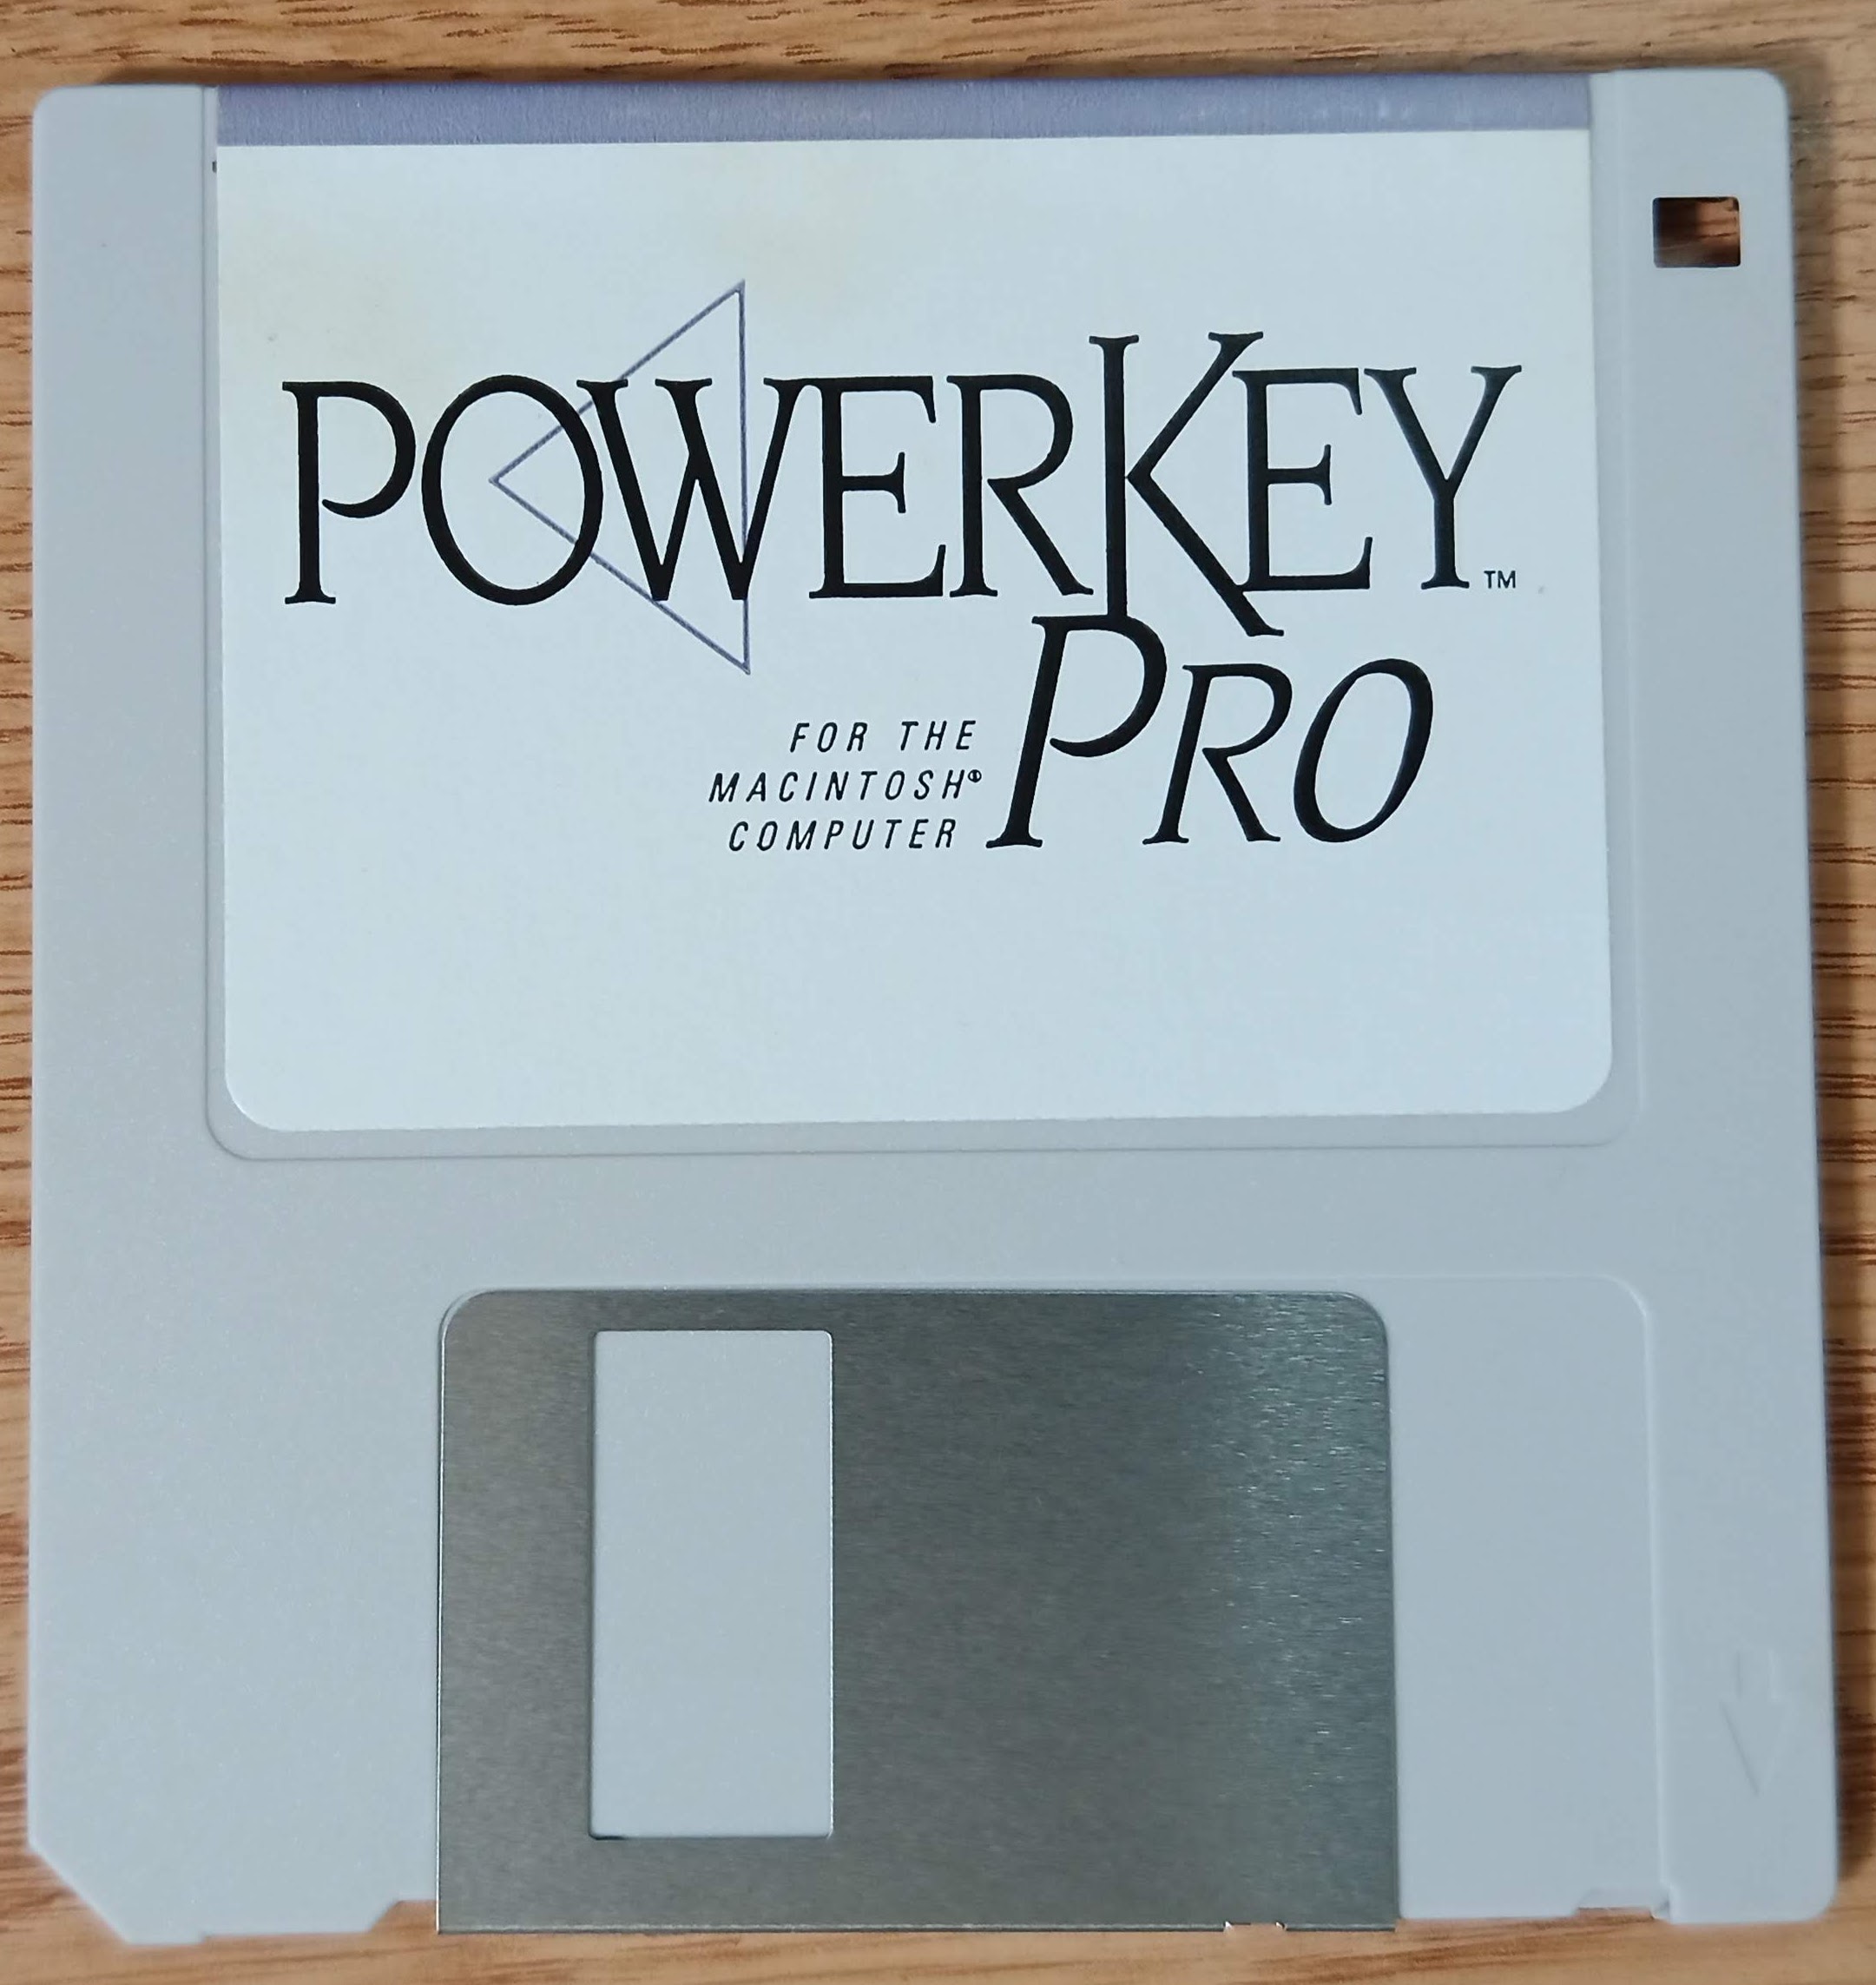 POWERKEY™
PRO
FOR THE
MACINTOSH®
COMPUTER